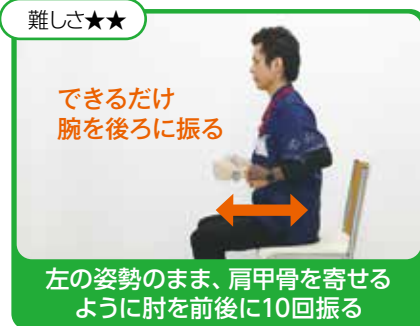 難しさ★★
できるだけ
腕を後ろに振る
左の姿勢のまま、肩甲骨を寄せる
ように肘を前後に10回振る